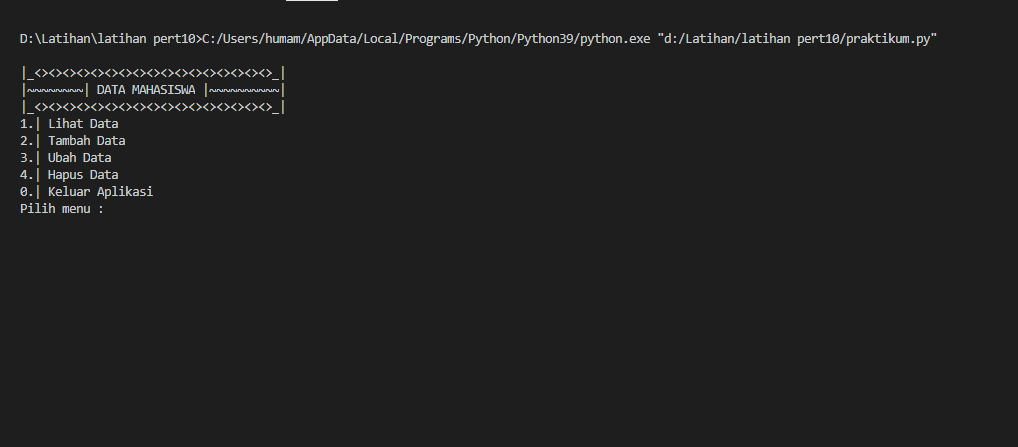 D:\Latihan\latihan pert10>C:/Users/humam/AppData/Local/Programs/Python/Python39/python.exe "d:/Latihan/latihan pert10/praktikum.py"
|_<><><><><><><><><><><><><><><><><>_|
|~~~~~~~~| DATA MAHASISWA |~~~~~~~~~~|
|_<><><><><><><><><><><><><><><><><>_|
1.| Lihat Data
2.| Tambah Data
3.| Ubah Data
4.| Hapus Data
0.| Keluar Aplikasi
Pilih menu :